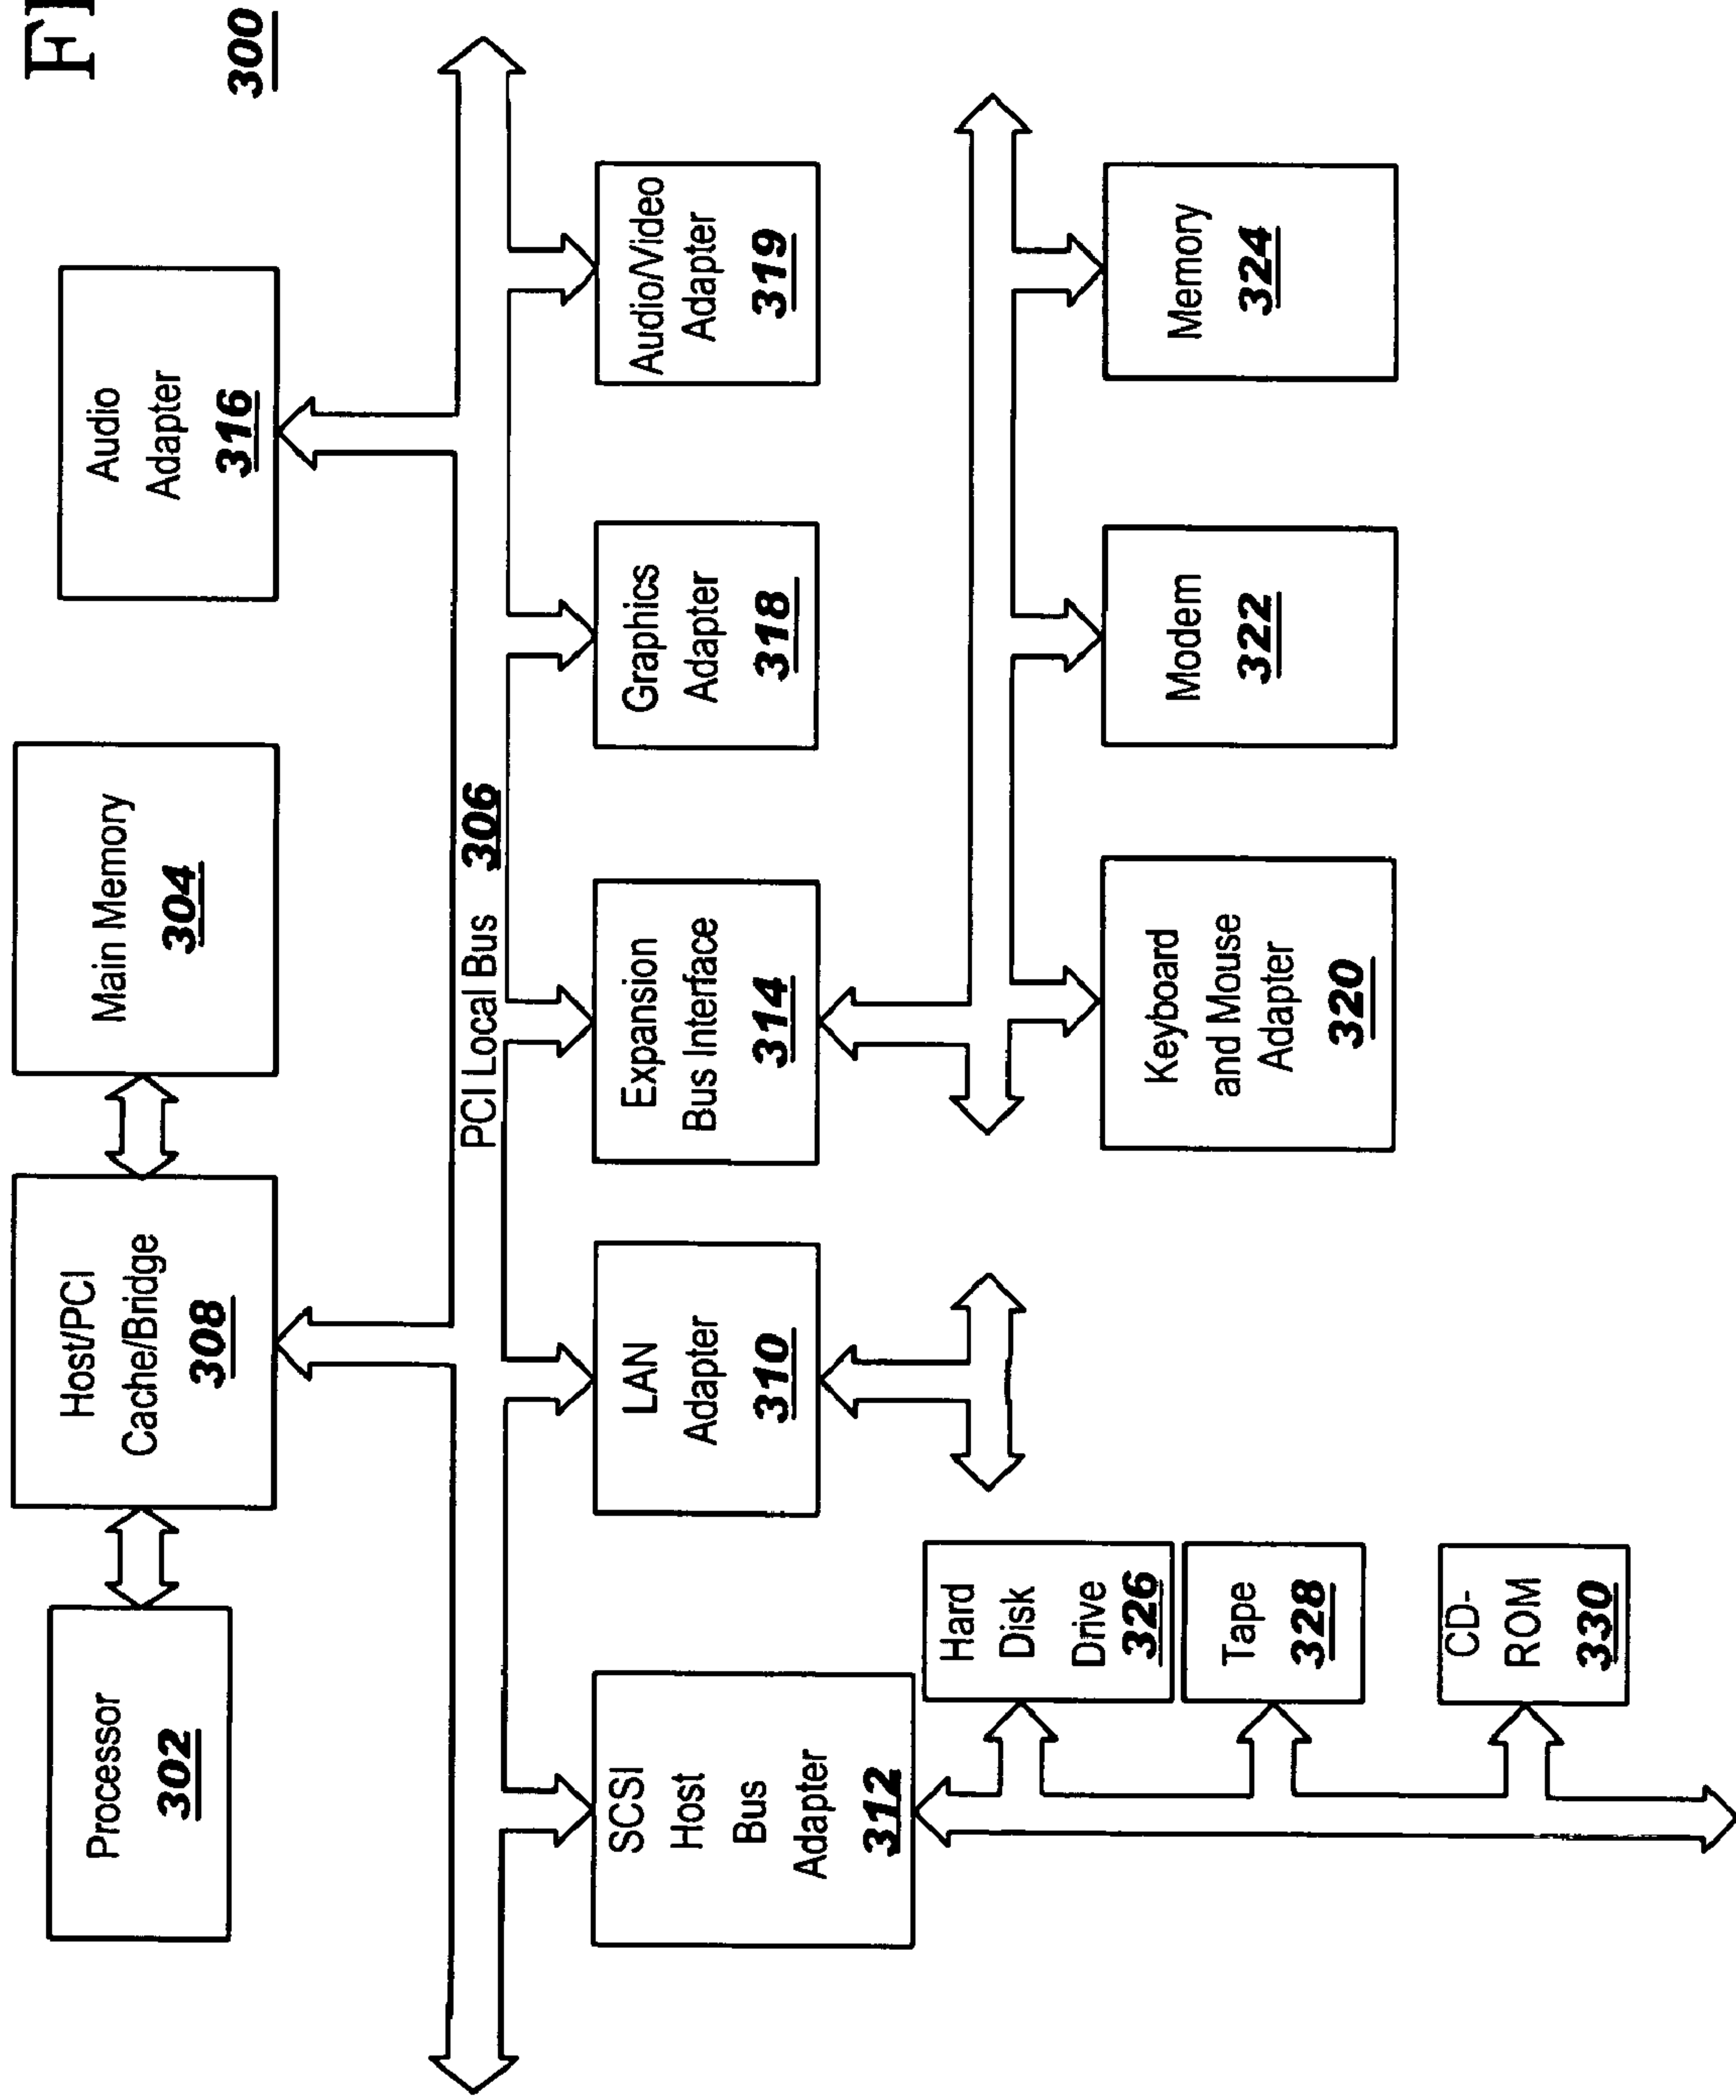 300
Processor
302
Host/PCI
Cache/Bridge
308
Main Memory
304
Audio
Adapter
316
PCI Local Bus 306
SCSI
Host
Bus
Adapter
312
LAN
Adapter
310
Expansion
Bus Interface
314
Graphics
Adapter
318
Audio/Video
Adapter
319
Hard
Disk
Drive
326
Tape
328
CD-
ROM
330
Keyboard
and Mouse
Adapter
320
Modem
322
Memory
324